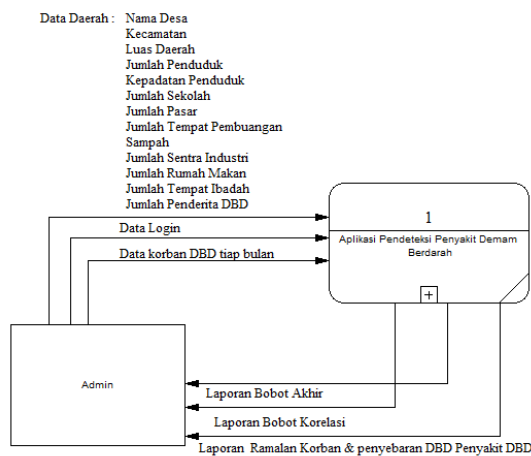 Data Daerah : Nama Desa
Kecamatan
Luas Daerah
Jumlah Penduduk
Kepadatan Penduduk
Jumlah Sekolah
Jumlah Pasar
Jumlah Tempat Pembuangan
Sampah
Jumlah Sentra Industri
Jumlah Rumah Makan
Jumlah Tempat Ibadah
Jumlah Penderita DBD
Data Login
Data korban DBD tiap bulan
1
Aplikasi Pendeteksi Penyakit Demam
Berdarah
+
Admin
Laporan Bobot Akhir
Laporan Bobot Korelasi
Laporan Ramalan Korban & penyebaran DBD Penyakit DBD